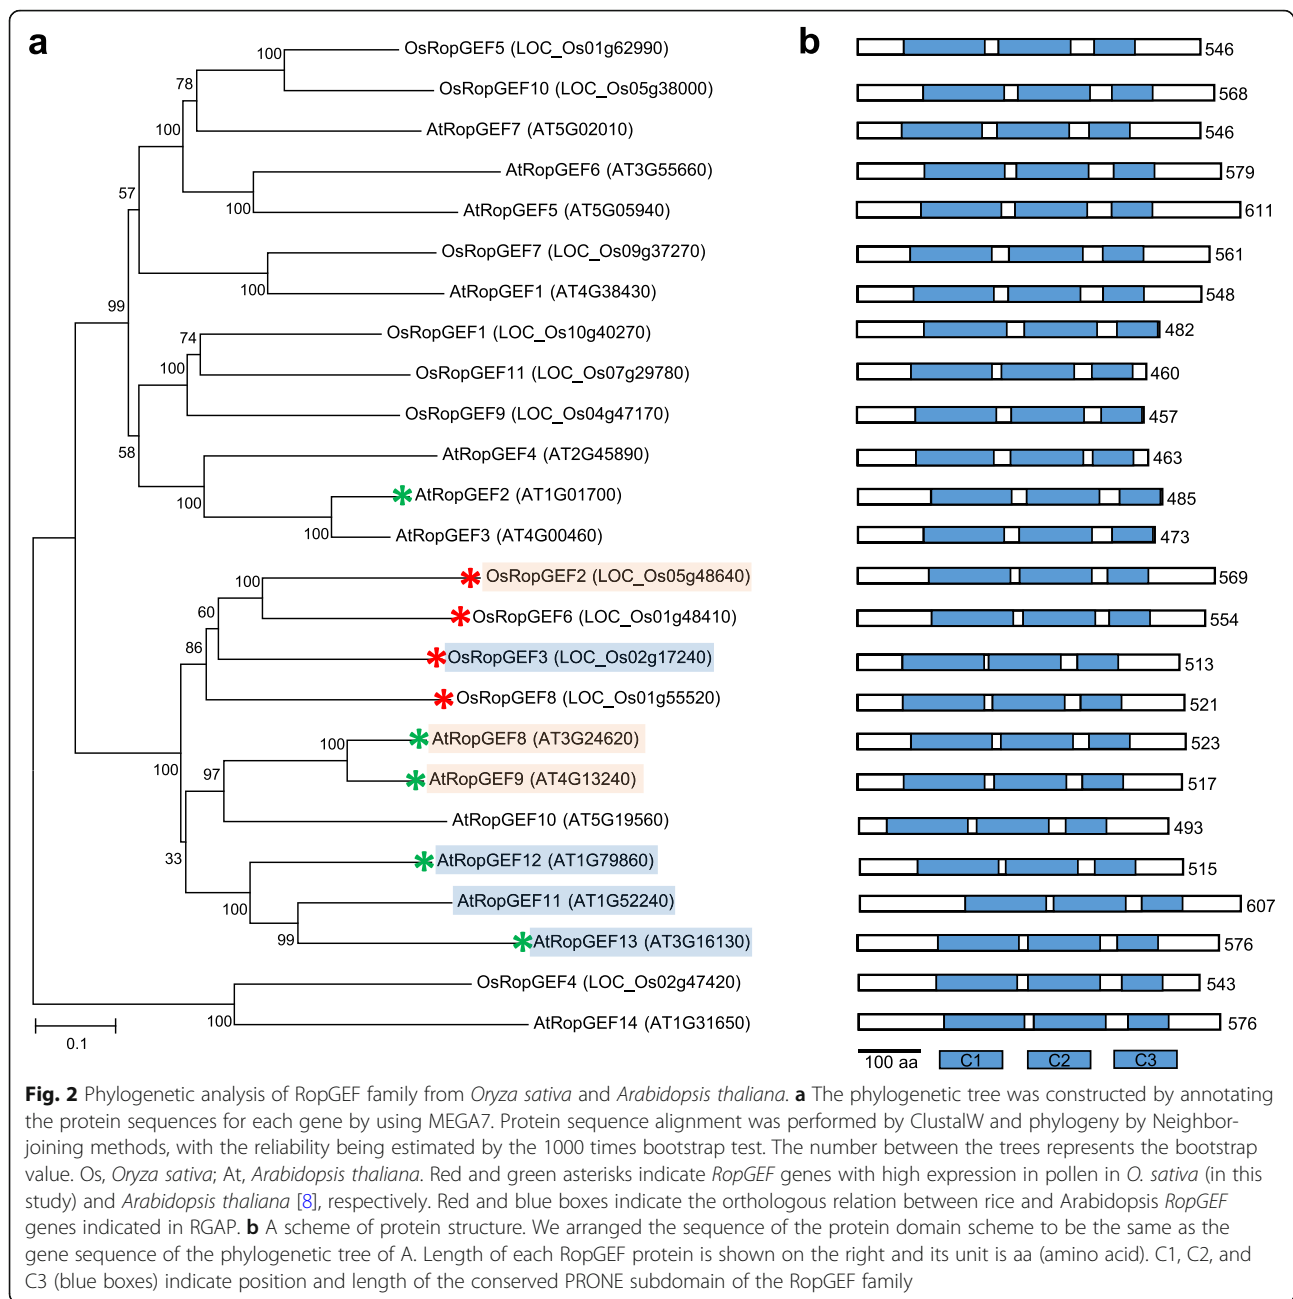 a
b
OsRopGEF5 (LOC_Os01g62990)
546
100
OsRopGEF10 (LOC_Os05g38000)
568
78
AtRopGEF7 (AT5G02010)
546
100
AtRopGEF6 (AT3G55660)
579
57
AtRopGEF5 (AT5G05940)
611
100
OsRopGEF7 (LOC_Os09g37270)
561
AtRopGEF1 (AT4G38430)
548
100
99
OsRopGEF1 (LOC_Os10g40270)
482
74
OsRopGEF11 (LOC_Os07g29780)
460
100
OsRopGEF9 (LOC_Os04g47170)
457
58
AtRopGEF4 (AT2G45890)
463
100
AtRopGEF2 (AT1G01700)
485
100
AtRopGEF3 (AT4G00460)
473
100
OsRopGEF2 (LOC_Os05g48640)
569
60
OsRopGEF6 (LOC_Os01g48410)
554
86
OsRopGEF3 (LOC_Os02g17240)
513
OsRopGEF8 (LOC_Os01g55520)
521
100
100
AtRopGEF8 (AT3G24620)
523
97
AtRopGEF9 (AT4G13240)
517
AtRopGEF10 (AT5G19560)
493
33
AtRopGEF12 (AT1G79860)
515
100
AtRopGEF11 (AT1G52240)
607
99
AtRopGEF13 (AT3G16130)
576
OsRopGEF4 (LOC_Os02g47420)
543
100
AtRopGEF14 (AT1G31650)
576
0.1
100 aa
C1
C2
C3
Fig. 2 Phylogenetic analysis of RopGEF family from Oryza sativa and Arabidopsis thaliana. a The phylogenetic tree was constructed by annotating
the protein sequences for each gene by using MEGA7. Protein sequence alignment was performed by ClustalW and phylogeny by Neighbor-
joining methods, with the reliability being estimated by the 1000 times bootstrap test. The number between the trees represents the bootstrap
value. Os, Oryza sativa; At, Arabidopsis thaliana. Red and green asterisks indicate RopGEF genes with high expression in pollen in O. sativa (in this
study) and Arabidopsis thaliana [8], respectively. Red and blue boxes indicate the orthologous relation between rice and Arabidopsis RopGEF
genes indicated in RGAP. b A scheme of protein structure. We arranged the sequence of the protein domain scheme to be the same as the
gene sequence of the phylogenetic tree of A. Length of each RopGEF protein is shown on the right and its unit is aa (amino acid). C1, C2, and
C3 (blue boxes) indicate position and length of the conserved PRONE subdomain of the RopGEF family